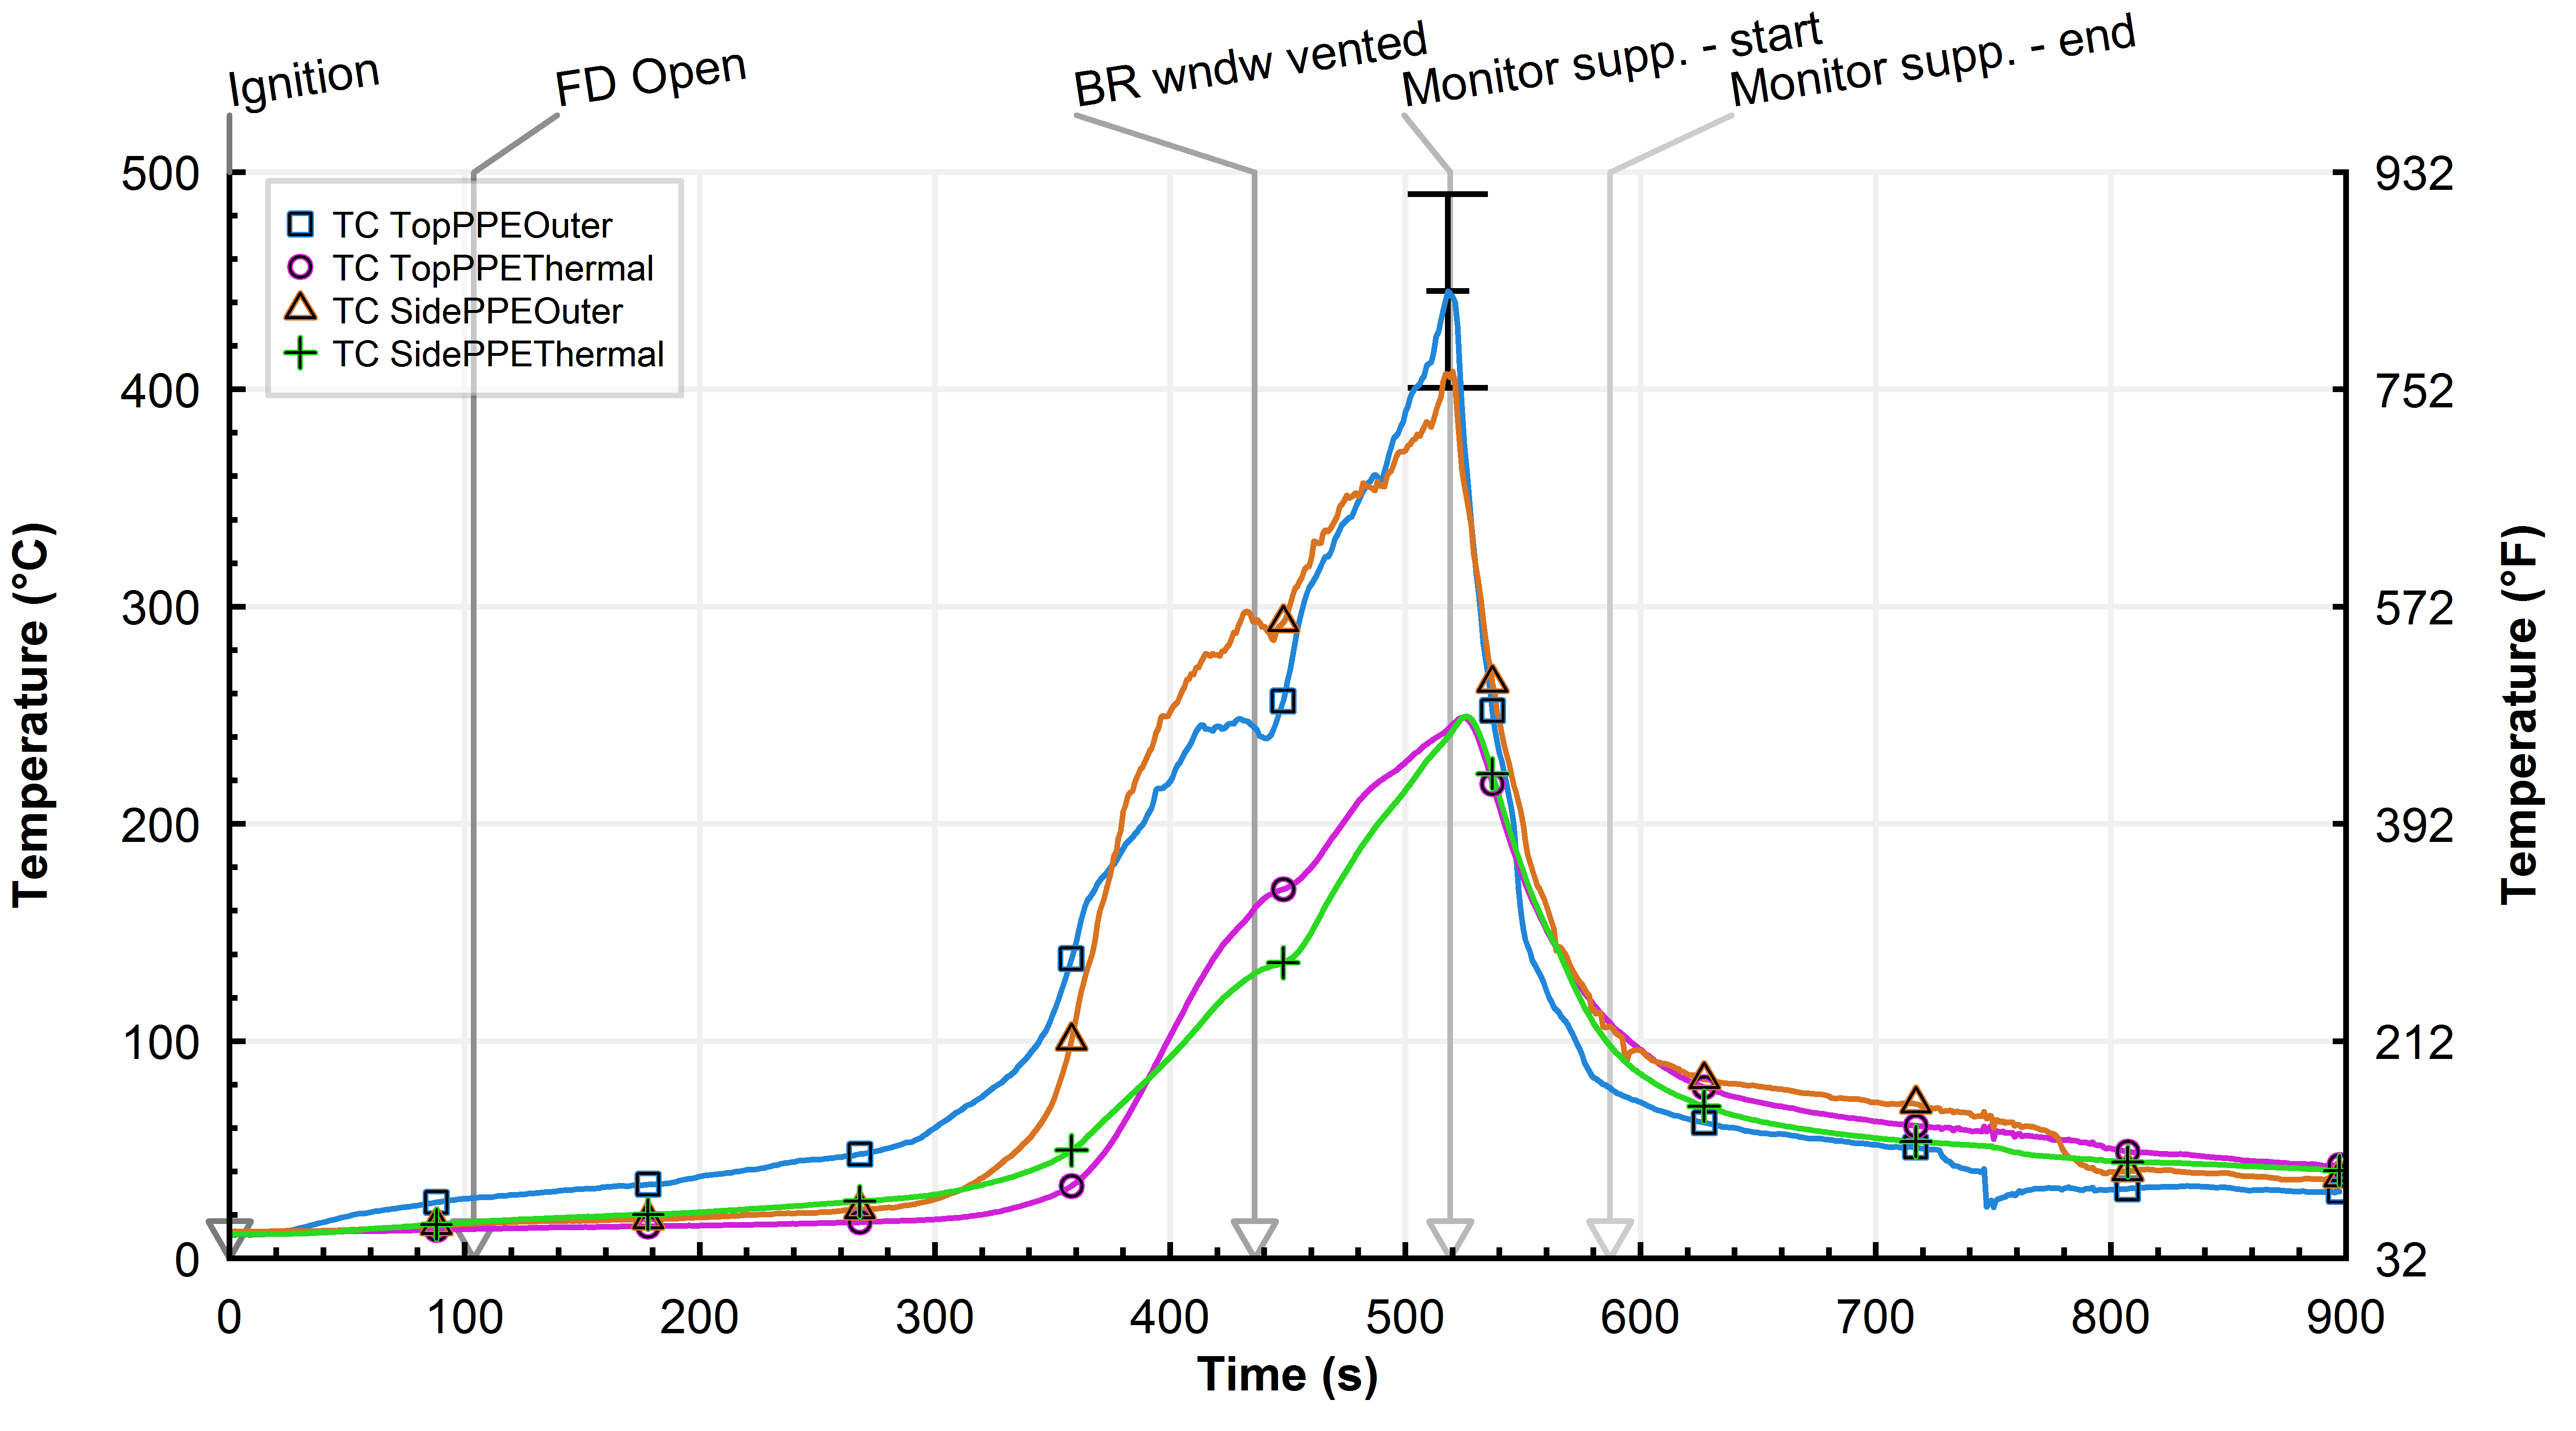 Ignition
FD Open
BR wndw vented
Monitor supp. - start
Monitor supp. - end
TC TopPPEOuter
TC TopPPEThermal
TC SidePPEOuter
TC SidePPEThermal
Temperature (°C)
500
400
300
200
100
0
Temperature (°F)
932
752
572
392
212
32
0 100 200 300 400 500 600 700 800 900
Time (s)